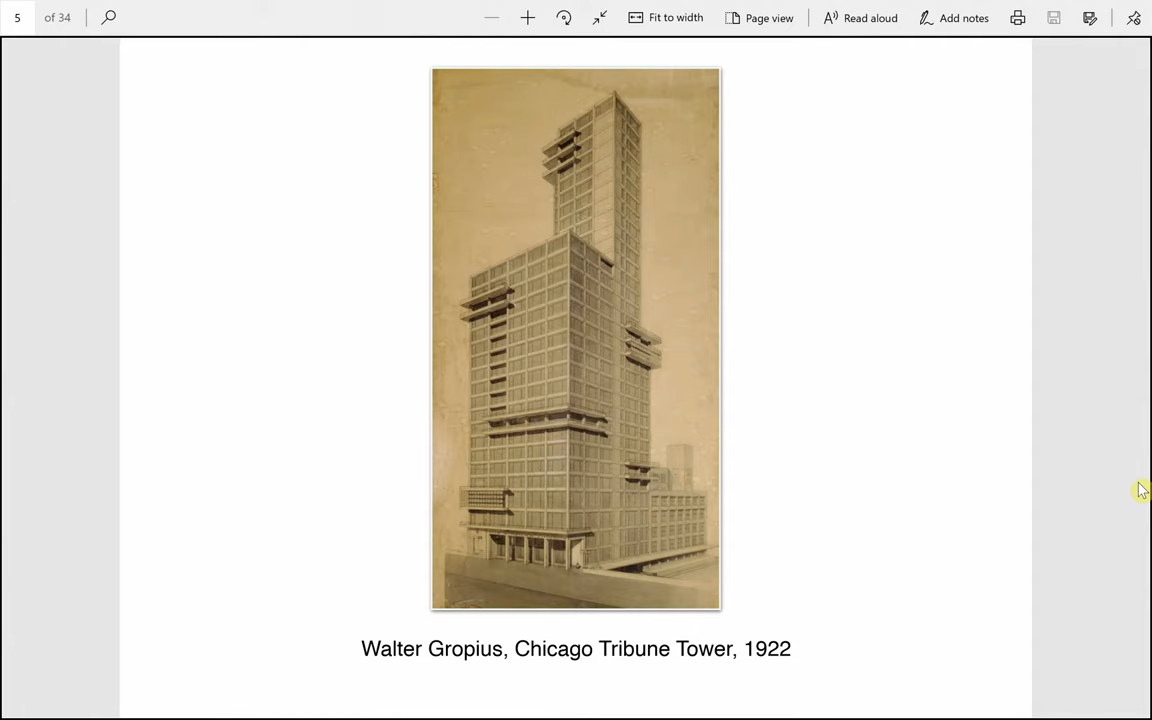 5 of 34 Fit to width Page view Read aloud Add notes
Walter Gropius, Chicago Tribune Tower, 1922